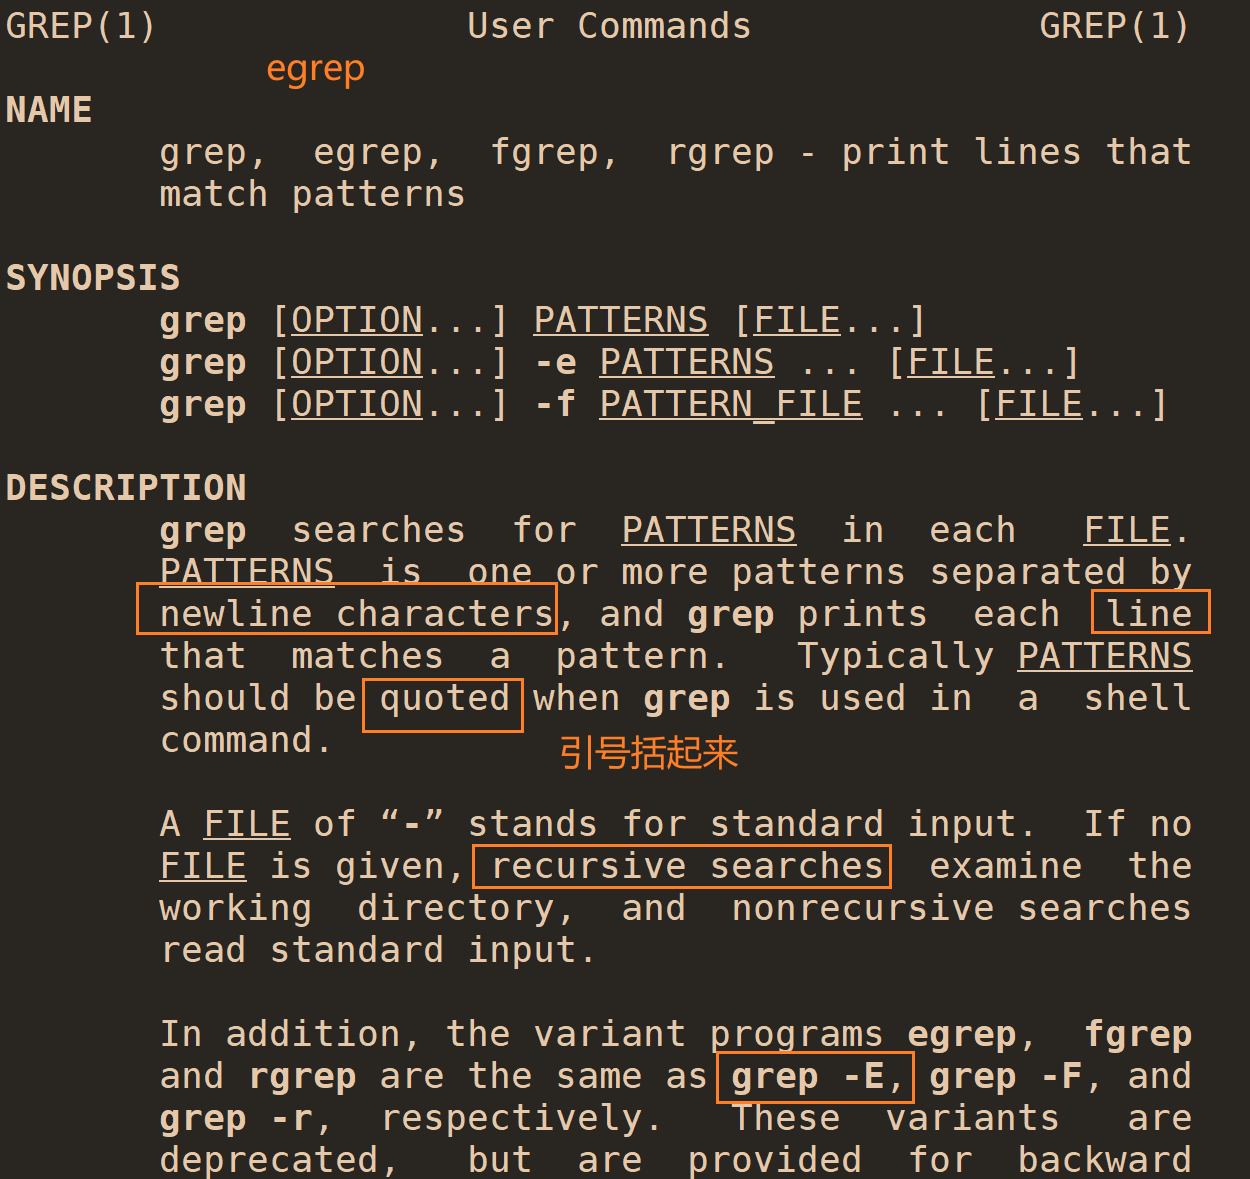 GREP(1) User Commands GREP(1)
egrep
NAME
grep, egrep, fgrep, rgrep - print lines that
match patterns
SYNOPSIS
grep [OPTION...] PATTERNS [FILE...]
grep [OPTION...] -e PATTERNS ... [FILE...]
grep [OPTION...] -f PATTERN_FILE ... [FILE...]
DESCRIPTION
grep searches for PATTERNS in each FILE.
PATTERNS is one or more patterns separated by
newline characters, and grep prints each line
that matches a pattern. Typically PATTERNS
should be quoted when grep is used in a shell
command.
引号括起来
A FILE of “-” stands for standard input. If no
FILE is given, recursive searches examine the
working directory, and nonrecursive searches
read standard input.
In addition, the variant programs egrep, fgrep
and rgrep are the same as grep -E, grep -F, and
grep -r, respectively. These variants are
deprecated, but are provided for backward